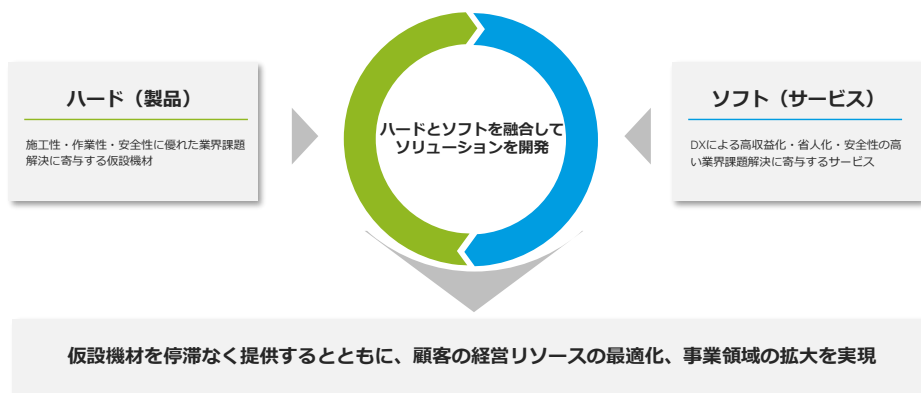 ハード（製品）
施工性・作業性・安全性に優れた業界課題
解決に寄与する仮設機材
ハードとソフトを融合して
ソリューションを開発
ソフト（サービス）
DXによる高収益化・省人化・安全性の高
い業界課題解決に寄与するサービス
仮設機材を停滞なく提供するとともに、顧客の経営リソースの最適化、事業領域の拡大を実現